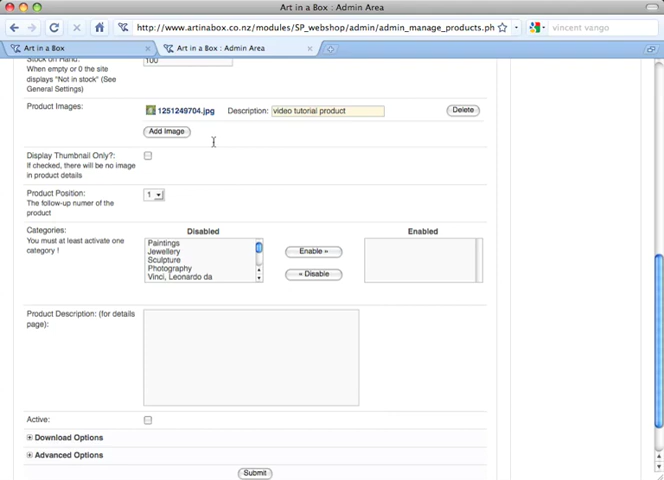 Art in a Box : Admin Area
http://www.artinabox.co.nz/modules/SP_webshop/admin/admin_manage_products.ph
vincent vango
Art in a Box
Art in a Box : Admin Area
Stock on Hand:
100
When empty or 0 the site
displays "Not in stock" (See
General Settings)
Product Images:
1251249704.jpg
Description:
video tutorial product
Delete
Add Image
Display Thumbnail Only?:
If checked, there will be no image
in product details
Product Position:
1
The follow-up numer of the
product
Categories:
Disabled
Enabled
You must at least activate one
category !
Paintings
Jewellery
Sculpture
Photography
Vinci, Leonardo da
Enable »
« Disable
Product Description: (for details
page):
Active:
Download Options
Advanced Options
Submit